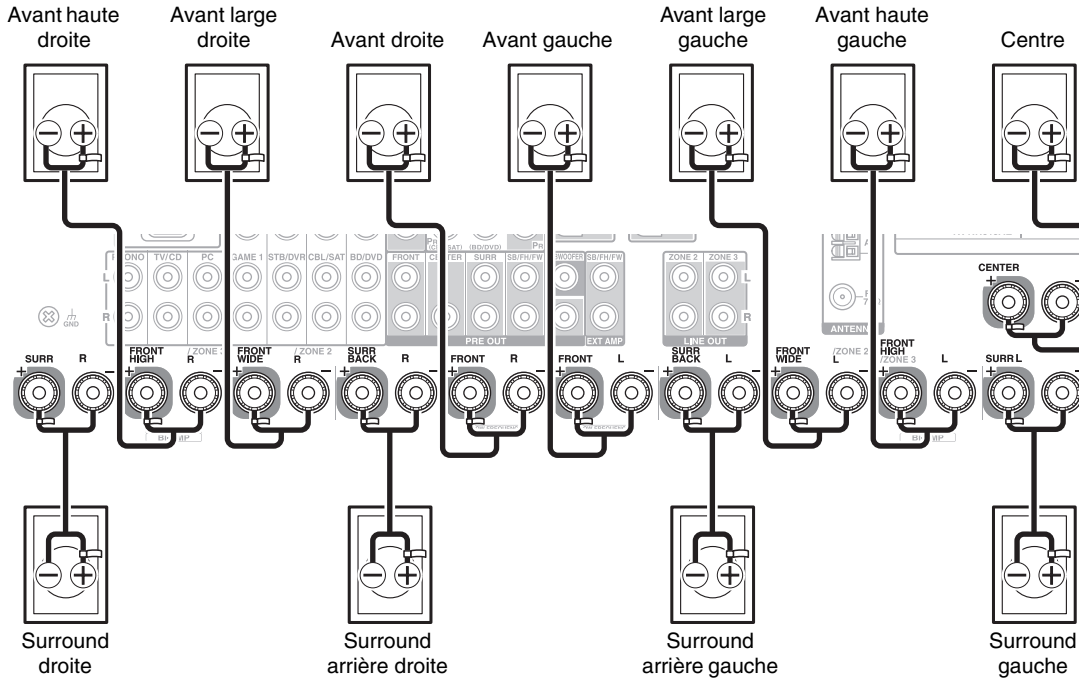 Avant haute
droite
Avant large
droite
Avant droite
Avant gauche
Avant large
gauche
Avant haute
gauche
Centre
(BD/DVD)
TV/CD
PC
GAME 1
STB/DVR
CBL/SAT
BD/DVD
FRONT
SURR
SB/FH/FW
SB/FH/FW
ZONE 2
ZONE 3
L
L
R
R
GND
PRE OUT
EXT AMP
LINE OUT
CENTER
+
SURR R
+ −
FRONT
HIGH R
+ −
FRONT
WIDE R
/ZONE 2
+ −
SURR
BACK R
+ −
FRONT R
+ −
FRONT L
+ −
SURR
BACK L
+ −
FRONT
WIDE L
/ZONE 2
+ −
FRONT
HIGH L
/ZONE 3
+ −
SURR L
+ −
Surround
droite
Surround
arrière droite
Surround
arrière gauche
Surround
gauche